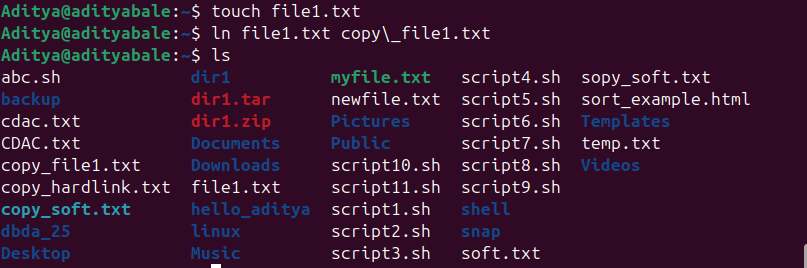 Aditya@adityabale:~$ touch file1.txt
Aditya@adityabale:~$ ln file1.txt copy\_file1.txt
Aditya@adityabale:~$ ls
abc.sh dir1 myfile.txt script4.sh sopy_soft.txt
backup dir1.tar newfile.txt script5.sh sort_example.html
cdac.txt dir1.zip Pictures script6.sh Templates
CDAC.txt Documents Public script7.sh temp.txt
copy_file1.txt Downloads script10.sh script8.sh Videos
copy_hardlink.txt file1.txt script11.sh script9.sh
copy_soft.txt hello_aditya script1.sh shell
dbda_25 linux script2.sh snap
Desktop Music script3.sh soft.txt